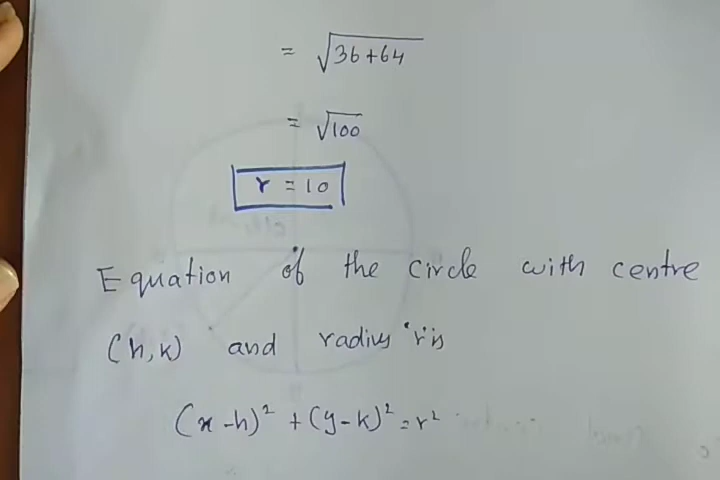 = √36+64
= √100
r = 10
Equation of the circle with centre
(h,k) and radius 'r' is
(x-h)² + (y-k)² = r²